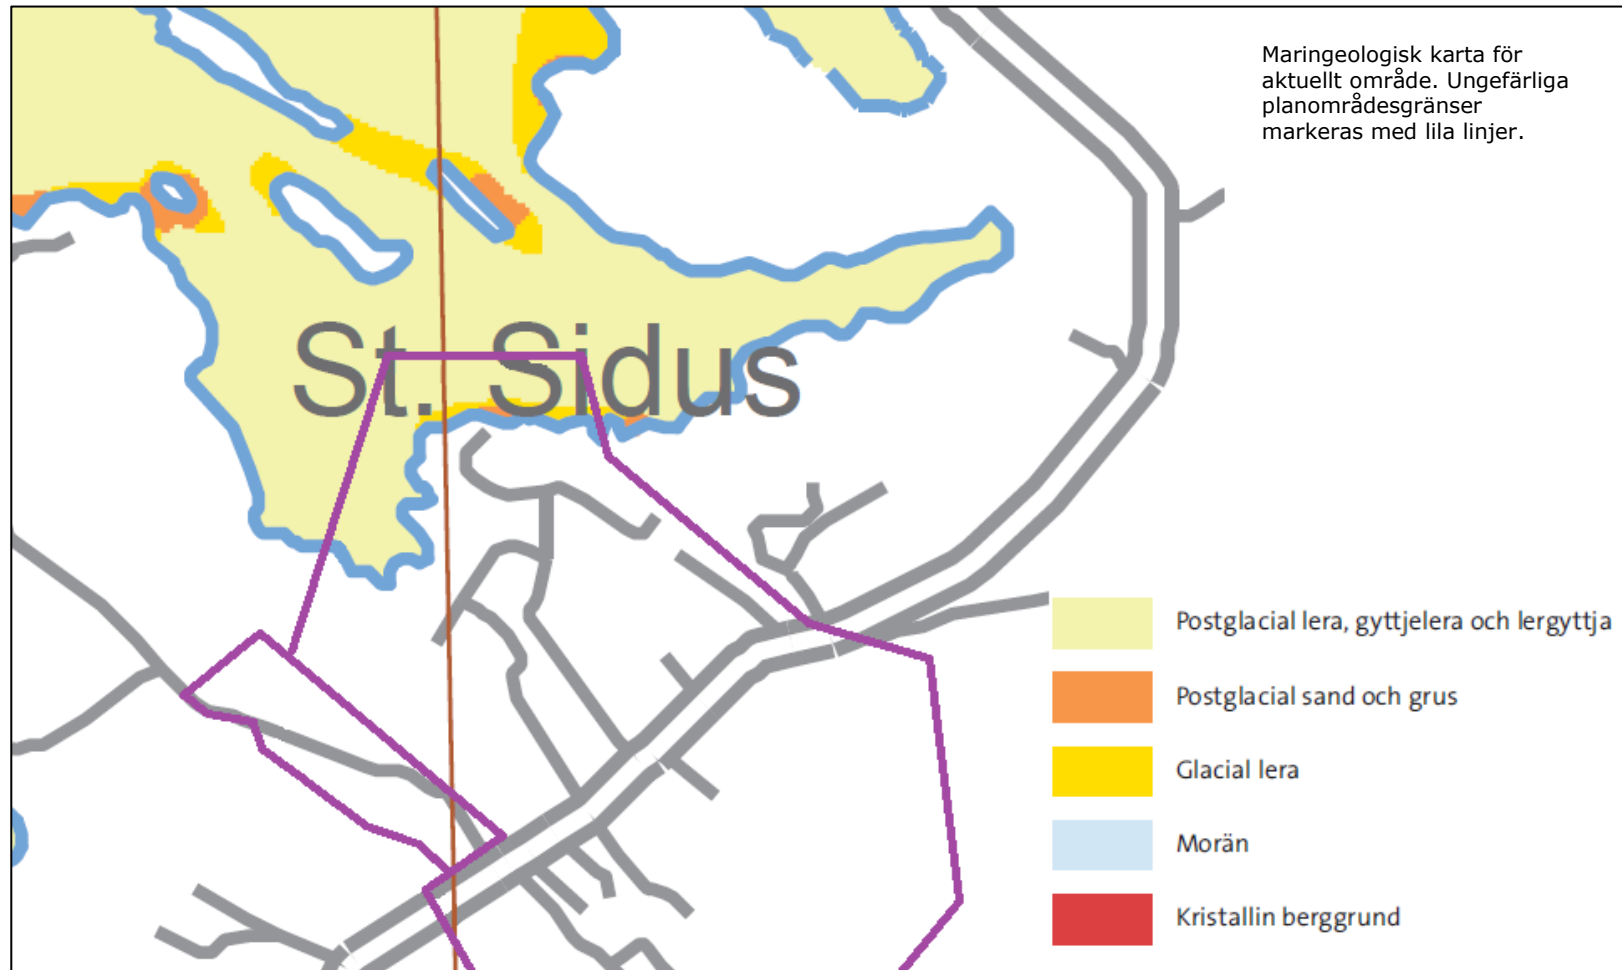 Maringeologisk karta för
aktuellt område. Ungefärliga
planområdesgränser
markeras med lila linjer.
St. Sidus
Postglacial lera, gyttjelera och lergyttja
Postglacial sand och grus
Glacial lera
Morän
Kristallin berggrund